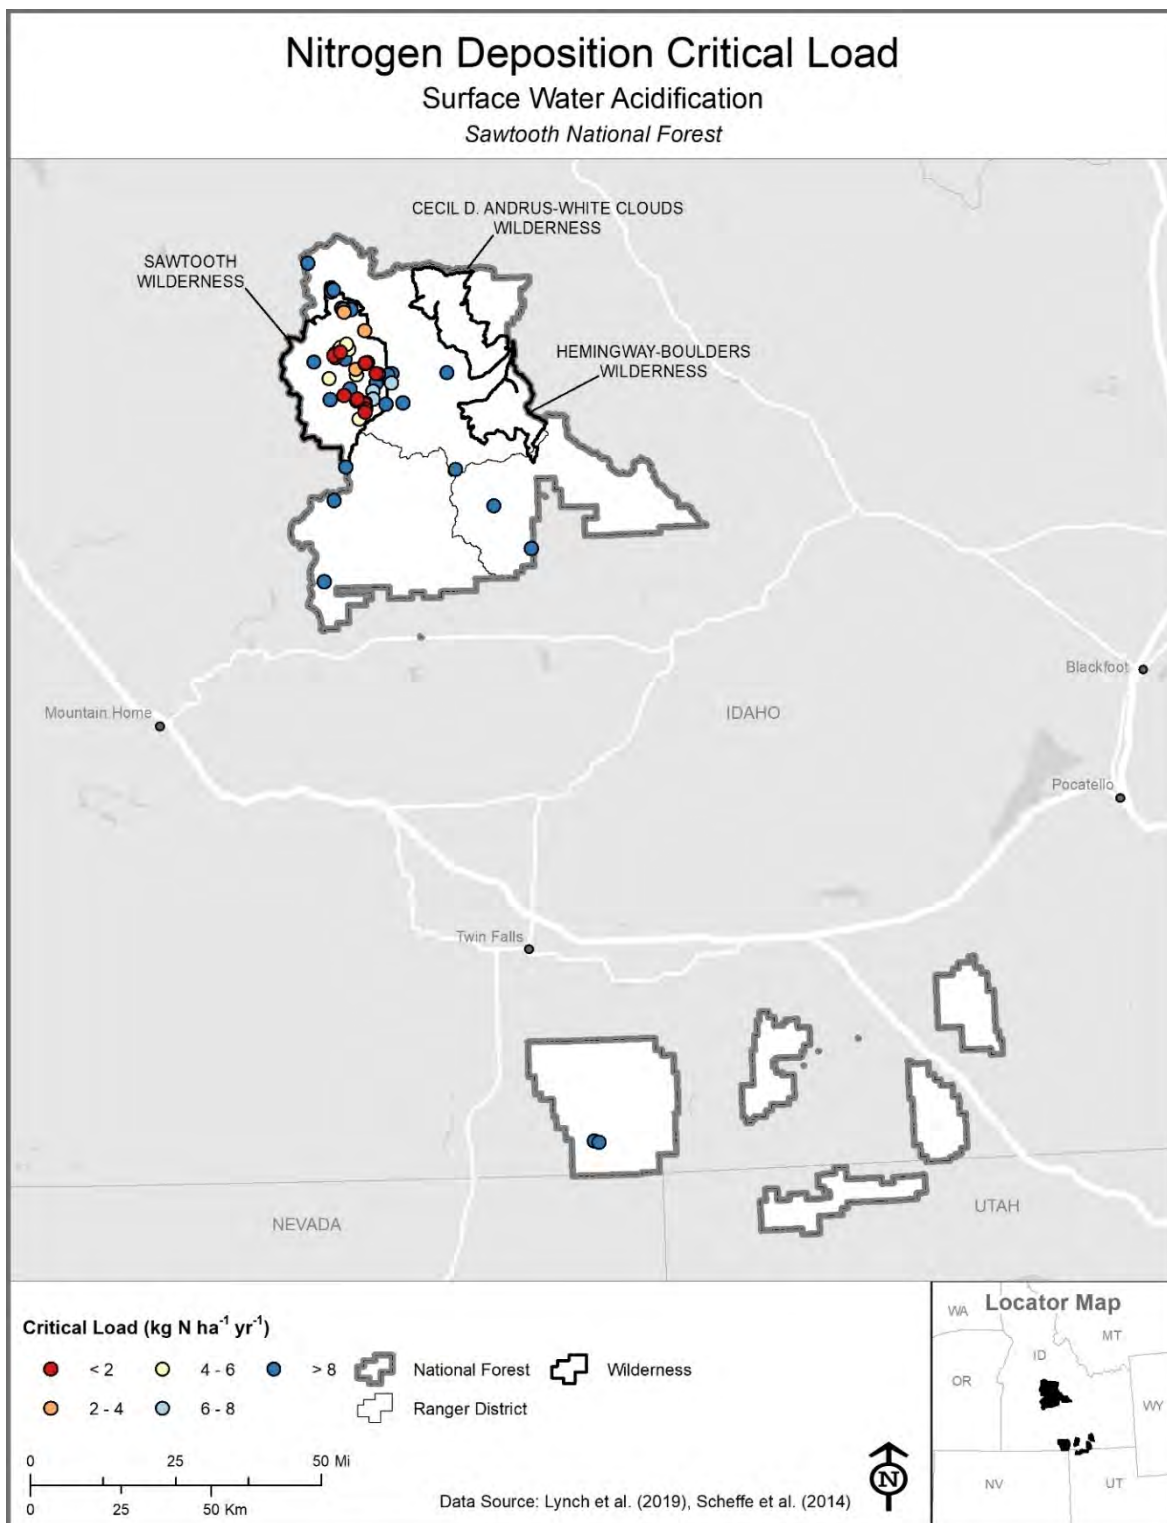 Nitrogen Deposition Critical Load
Surface Water Acidification
Sawtooth National Forest
CECIL D. ANDRUS-WHITE CLOUDS
WILDERNESS
SAWTOOTH
WILDERNESS
HEMINGWAY-BOULDERS
WILDERNESS
Blackfoot
Mountain Home
IDAHO
Pocatello
Twin Falls
NEVADA
UTAH
Critical Load (kg N ha⁻¹ yr⁻¹)
< 2
4 - 6
> 8
National Forest
Wilderness
2 - 4
6 - 8
Ranger District
0 25 50 Mi
0 25 50 Km
N
Data Source: Lynch et al. (2019), Scheffe et al. (2014)
Locator Map
WA
MT
ID
OR
WY
NV
UT